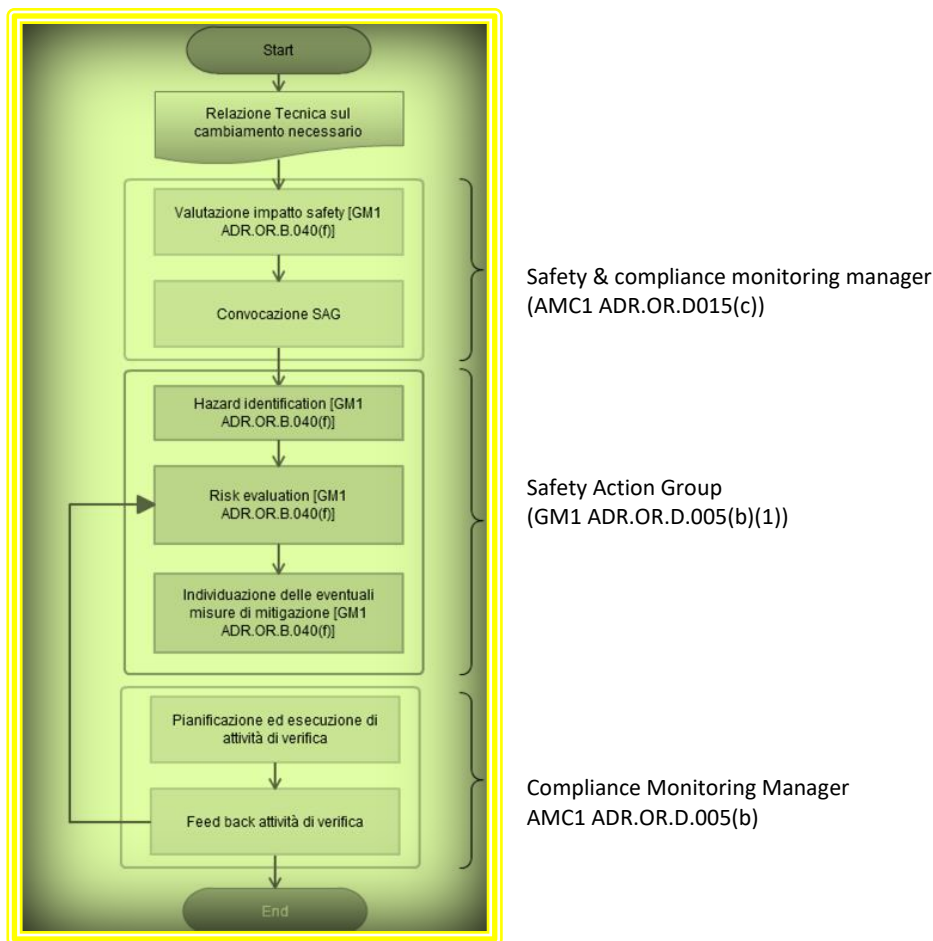 Start
Relazione Tecnica sul
cambiamento necessario
Valutazione impatto safety [GM1
ADR.OR.B.040(f)]
Convocazione SAG
Safety & compliance monitoring manager
(AMC1 ADR.OR.D015(c))
Hazard identification [GM1
ADR.OR.B.040(f)]
Risk evaluation [GM1
ADR.OR.B.040(f)]
Individuazione delle eventuali
misure di mitigazione [GM1
ADR.OR.B.040(f)]
Safety Action Group
(GM1 ADR.OR.D.005(b)(1))
Pianificazione ed esecuzione di
attività di verifica
Feed back attività di verifica
Compliance Monitoring Manager
AMC1 ADR.OR.D.005(b)
End